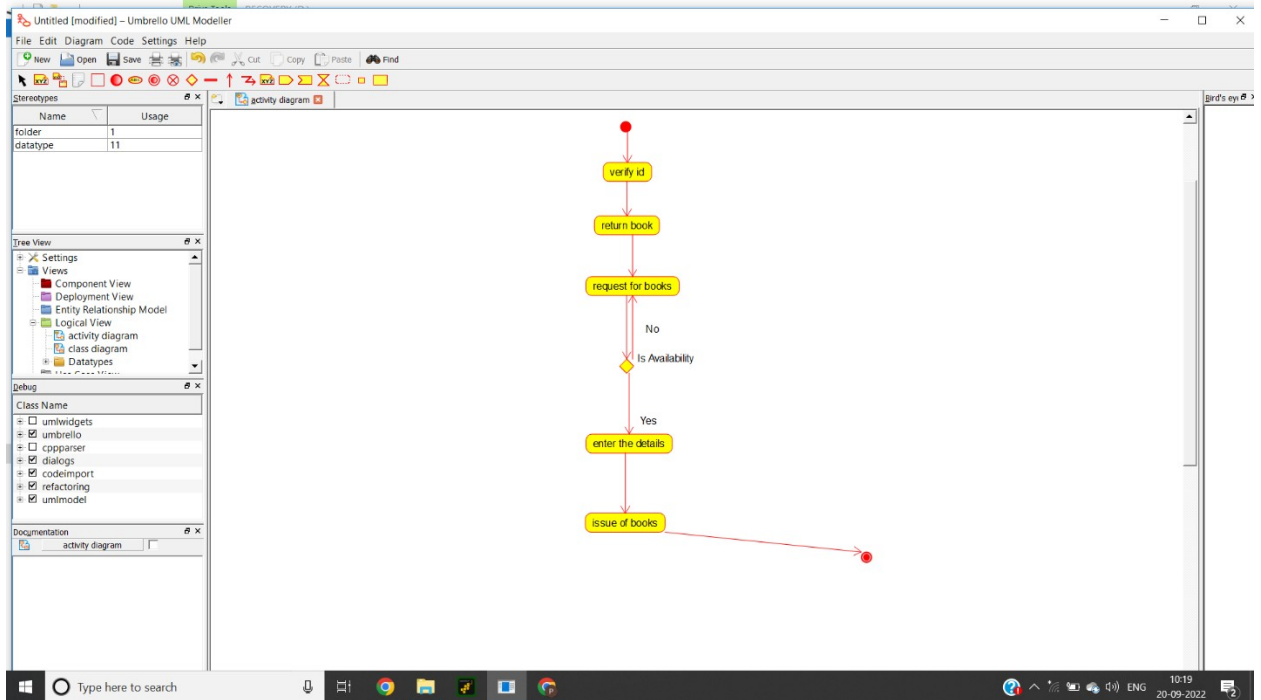 Untitled [modified] – Umbrello UML Modeller
File Edit Diagram Code Settings Help
New Open Save Cut Copy Paste Find
Stereotypes
activity diagram
Bird's ey
Name Usage
folder 1
datatype 11
Tree View
Settings
Views
Component View
Deployment View
Entity Relationship Model
Logical View
activity diagram
class diagram
Datatypes
Debug
Class Name
umlwidgets
umbrello
cppparser
dialogs
codeimport
refactoring
umlmodel
Documentation
activity diagram
verify id
return book
request for books
No
Is Availability
Yes
enter the details
issue of books
Type here to search
ENG
10:19
20-09-2022